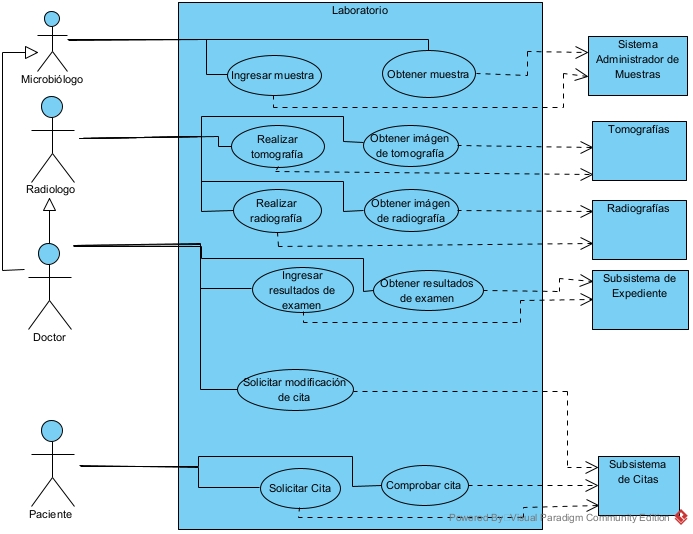 Laboratorio
Microbiólogo
Ingresar muestra
Obtener muestra
Sistema
Administrador de
Muestras
Radiologo
Realizar
tomografía
Obtener imágen
de tomografía
Tomografías
Realizar
radiografía
Obtener imágen
de radiografía
Radiografías
Doctor
Ingresar
resultados de
examen
Obtener resultados
de examen
Subsistema de
Expediente
Solicitar modificación
de cita
Paciente
Solicitar Cita
Comprobar cita
Subsistema
de Citas
Powered By: Visual Paradigm Community Edition